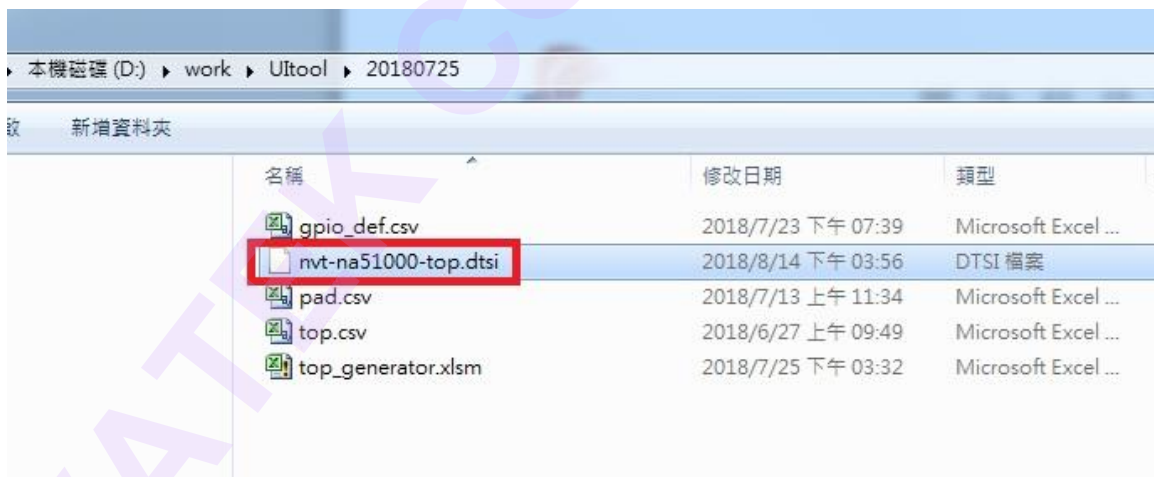 本機磁碟 (D:) ▸ work ▸ UItool ▸ 20180725
新增資料夾
名稱 修改日期 類型
gpio_def.csv 2018/7/23 下午 07:39 Microsoft Excel ...
nvt-na51000-top.dtsi 2018/8/14 下午 03:56 DTSI 檔案
pad.csv 2018/7/13 上午 11:34 Microsoft Excel ...
top.csv 2018/6/27 上午 09:49 Microsoft Excel ...
top_generator.xlsm 2018/7/25 下午 03:32 Microsoft Excel ...